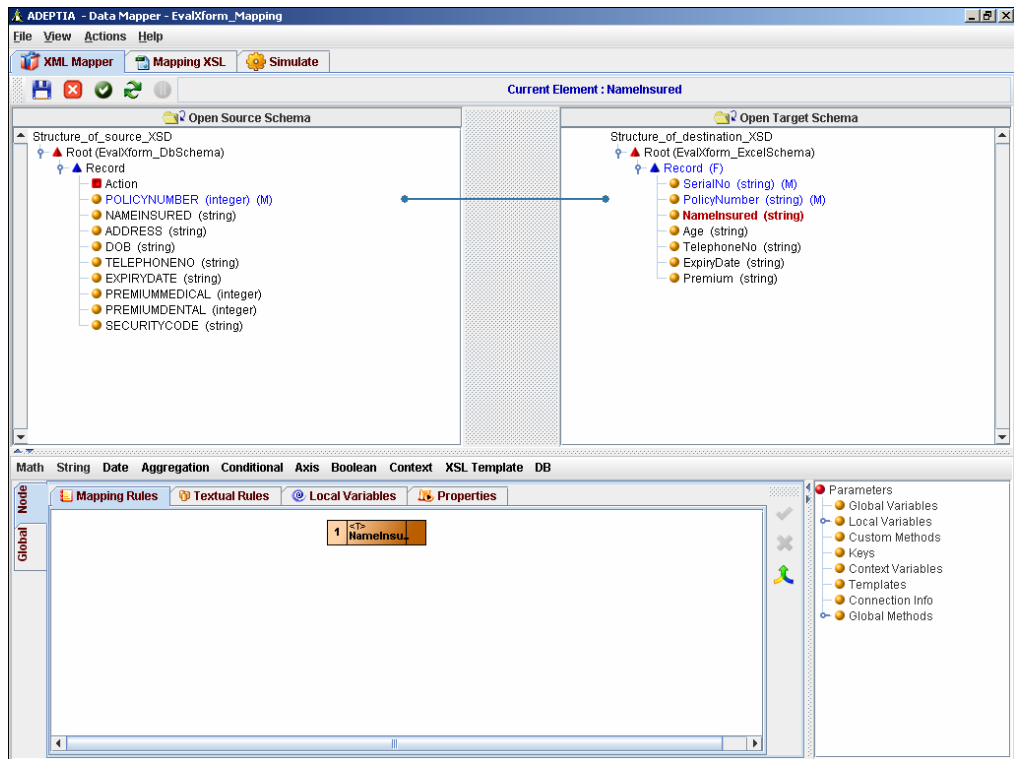 ADEPTIA - Data Mapper - EvalXform_Mapping
File View Actions Help
XML Mapper Mapping XSL Simulate
Current Element : NameInsured
Open Source Schema
Structure_of_source_XSD
Root (EvalXform_DbSchema)
Record
Action
POLICYNUMBER (integer) (M)
NAMEINSURED (string)
ADDRESS (string)
DOB (string)
TELEPHONENO (string)
EXPIRYDATE (string)
PREMIUMMEDICAL (integer)
PREMIUMDENTAL (integer)
SECURITYCODE (string)
Open Target Schema
Structure_of_destination_XSD
Root (EvalXform_ExcelSchema)
Record (F)
SerialNo (string) (M)
PolicyNumber (string) (M)
NameInsured (string)
Age (string)
TelephoneNo (string)
ExpiryDate (string)
Premium (string)
Math String Date Aggregation Conditional Axis Boolean Context XSL Template DB
Node
Global
Mapping Rules Textual Rules Local Variables Properties
1 <T>
NameInsu...
Parameters
Global Variables
Local Variables
Custom Methods
Keys
Context Variables
Templates
Connection Info
Global Methods